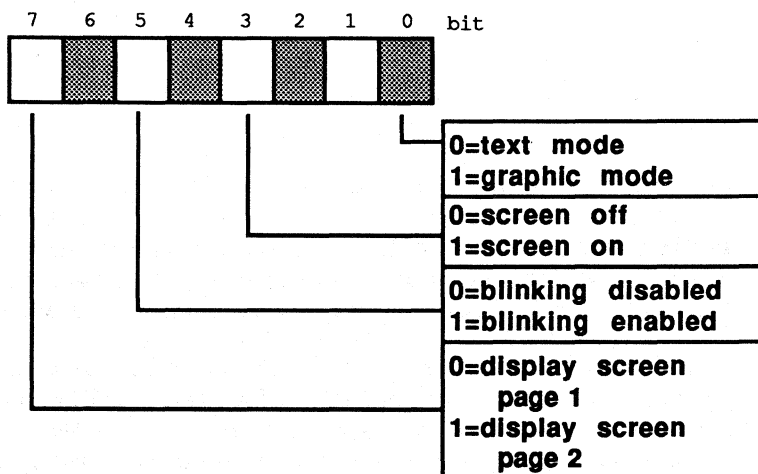 7 6 5 4 3 2 1 0 bit
0=text mode
1=graphic mode
0=screen off
1=screen on
0=blinking disabled
1=blinking enabled
0=display screen
page 1
1=display screen
page 2